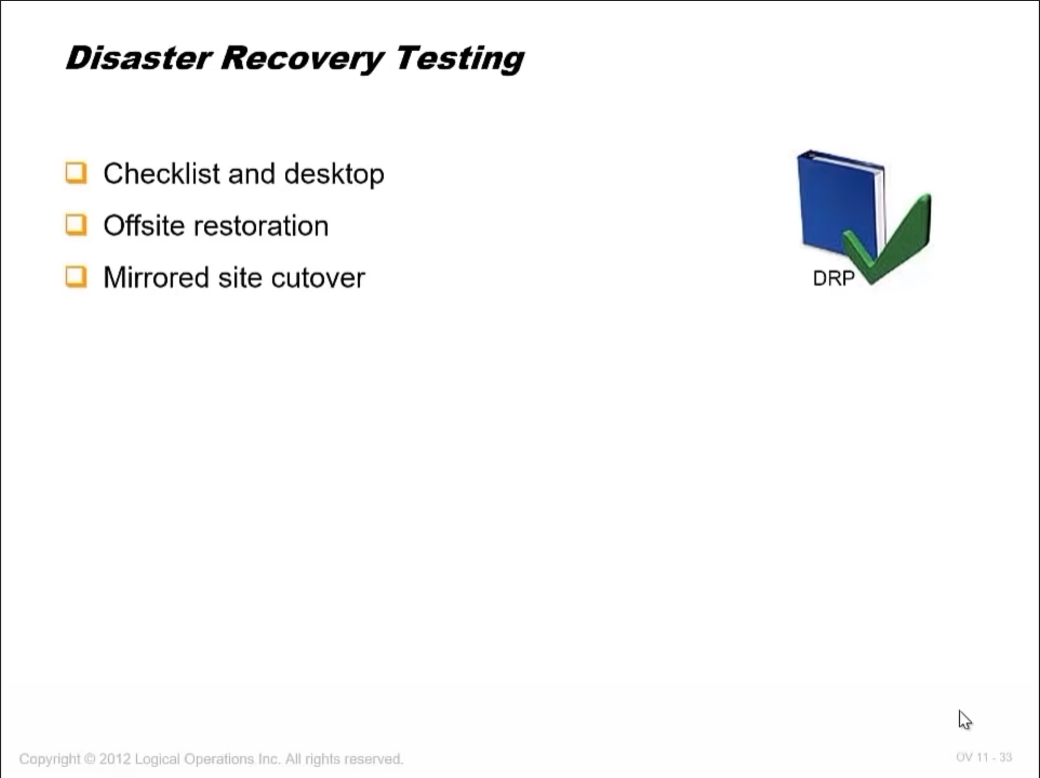 Disaster Recovery Testing
Checklist and desktop
Offsite restoration
Mirrored site cutover
DRP
Copyright © 2012 Logical Operations Inc. All rights reserved.
OV 11 - 33